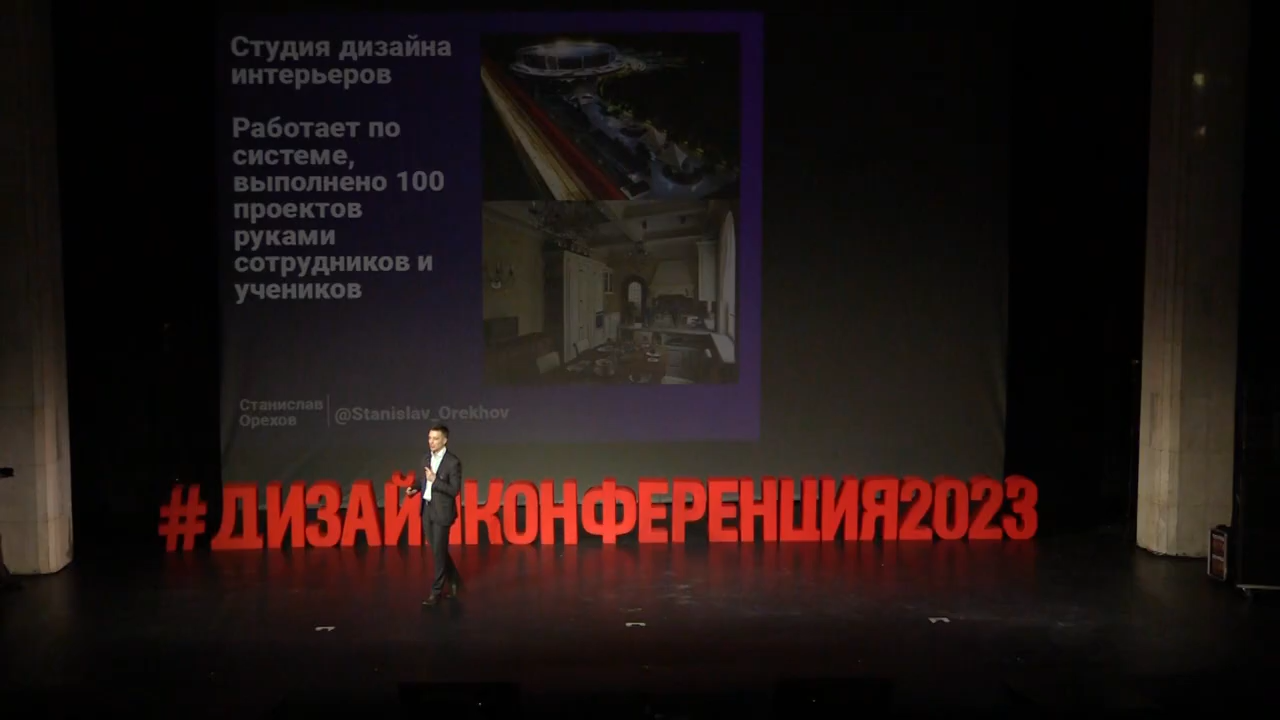 Студия дизайна
интерьеров
Работает по
системе,
выполнено 100
проектов
руками
сотрудников и
учеников
Станислав
Орехов
@Stanislav_Orekhov
#ДИЗАЙНКОНФЕРЕНЦИЯ2023